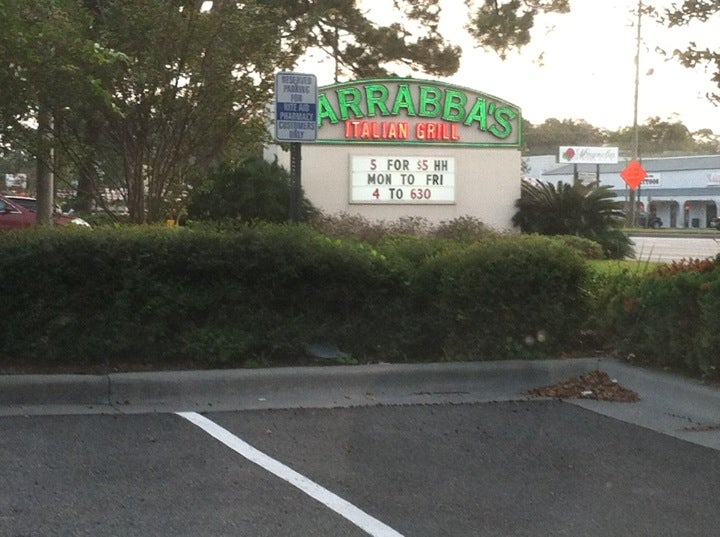 RESERVED
PARKING
FOR
RITE AID
PHARMACY
CUSTOMERS
ONLY
ARRABBA'S
ITALIAN GRILL
5 FOR $5 HH
MON TO FRI
4 TO 630